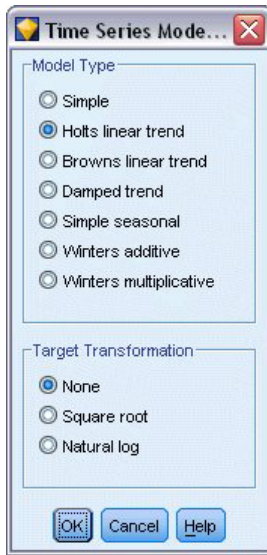 Time Series Mode...
Model Type
Simple
Holts linear trend
Browns linear trend
Damped trend
Simple seasonal
Winters additive
Winters multiplicative
Target Transformation
None
Square root
Natural log
OK Cancel Help